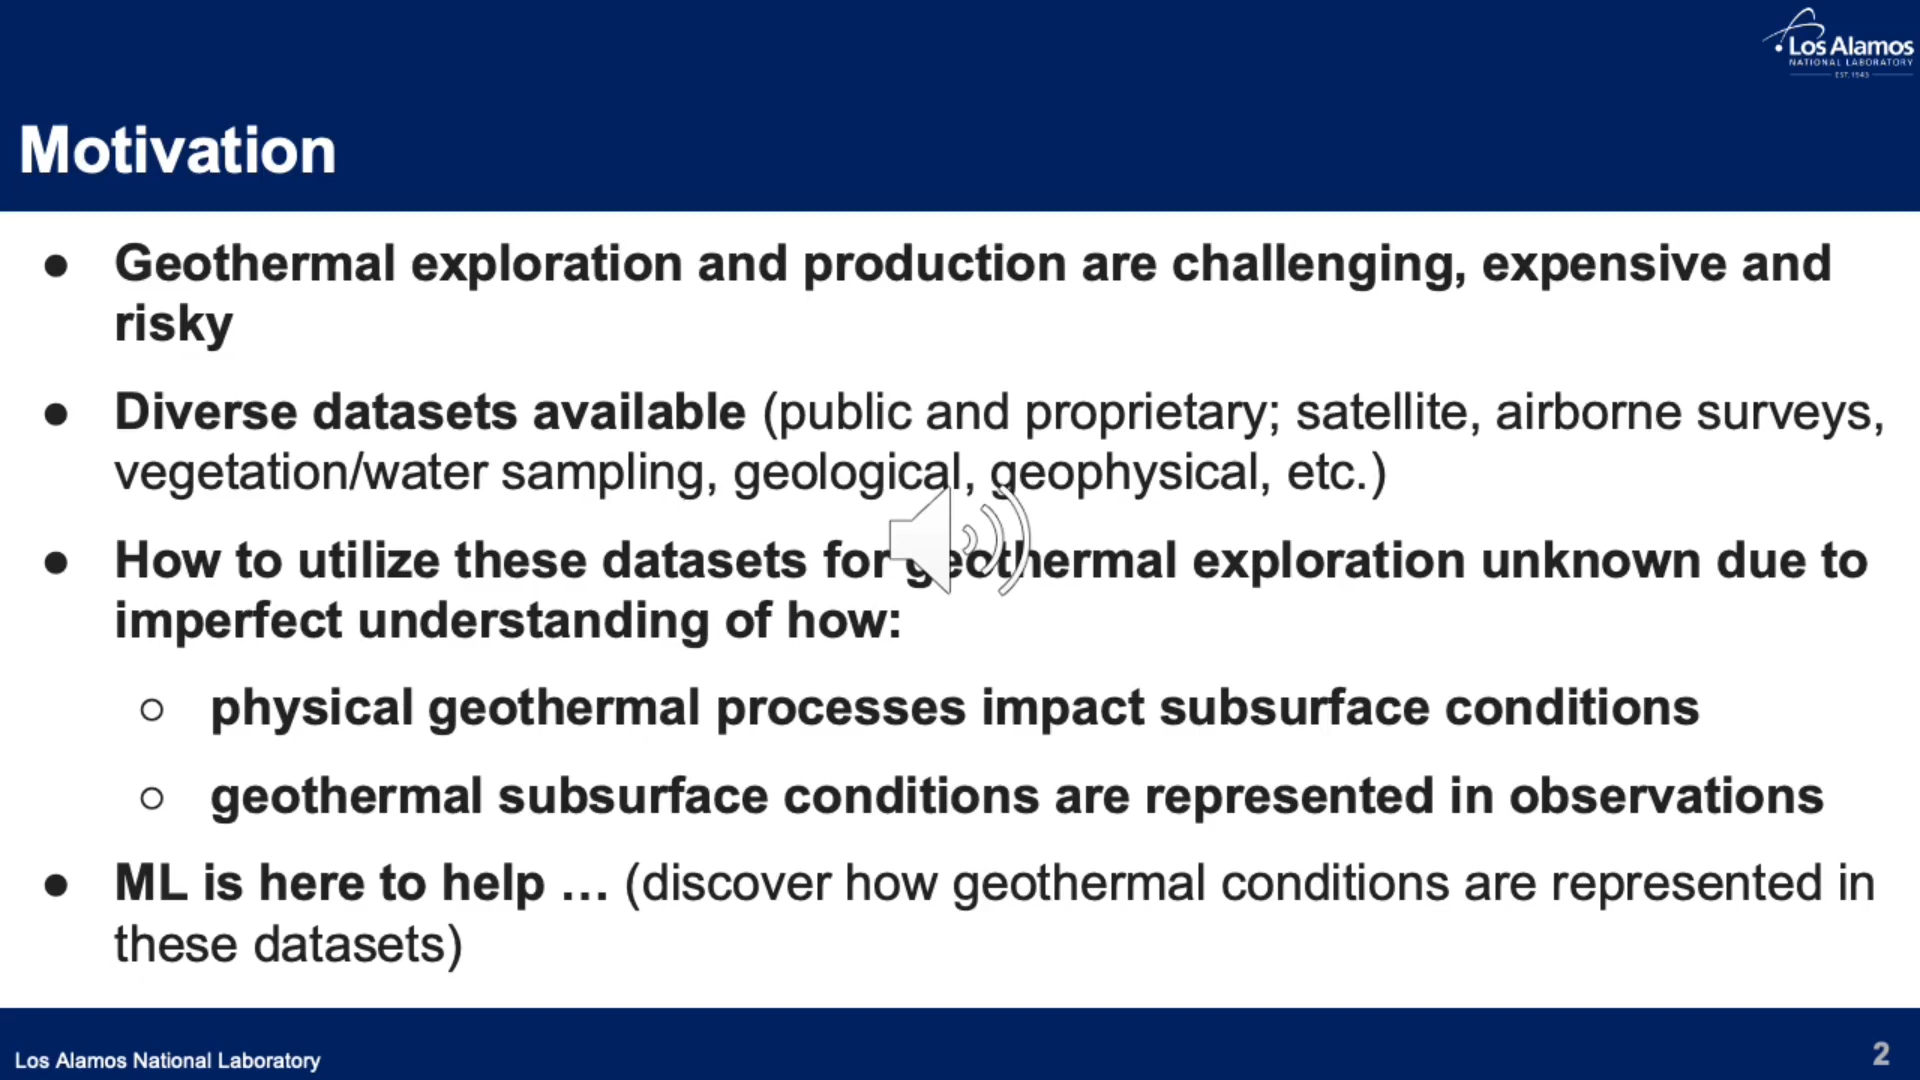 Los Alamos
NATIONAL LABORATORY
EST. 1943
Motivation
● Geothermal exploration and production are challenging, expensive and
risky
● Diverse datasets available (public and proprietary; satellite, airborne surveys,
vegetation/water sampling, geological, geophysical, etc.)
● How to utilize these datasets for geothermal exploration unknown due to
imperfect understanding of how:
○ physical geothermal processes impact subsurface conditions
○ geothermal subsurface conditions are represented in observations
● ML is here to help … (discover how geothermal conditions are represented in
these datasets)
Los Alamos National Laboratory
2